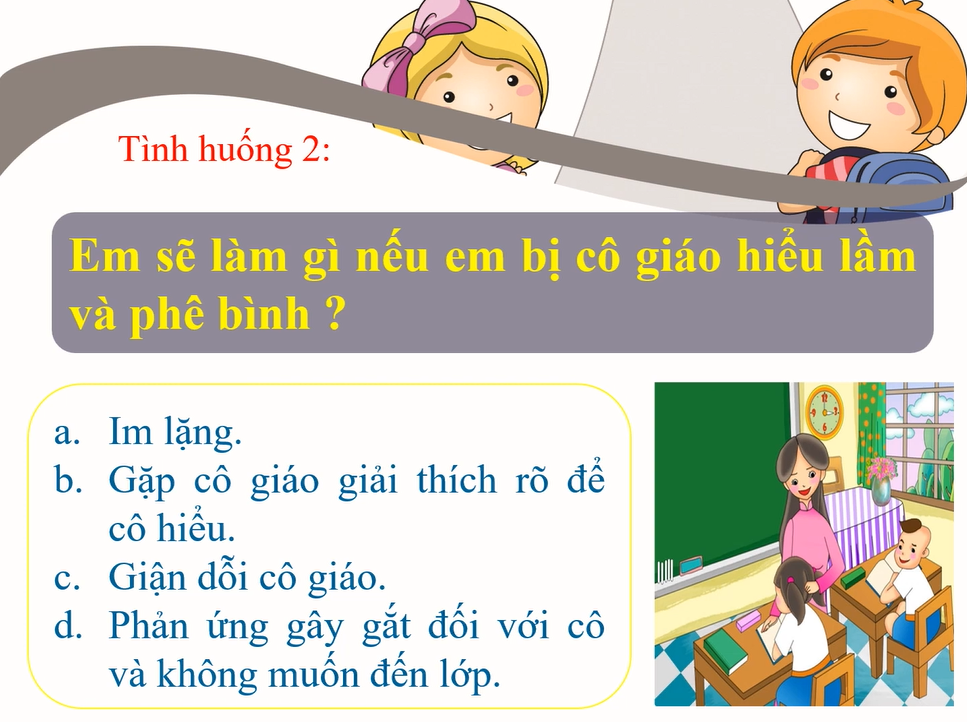 Tình huống 2:
Em sẽ làm gì nếu em bị cô giáo hiểu lầm
và phê bình ?
a. Im lặng.
b. Gặp cô giáo giải thích rõ để
cô hiểu.
c. Giận dỗi cô giáo.
d. Phản ứng gây gắt đối với cô
và không muốn đến lớp.